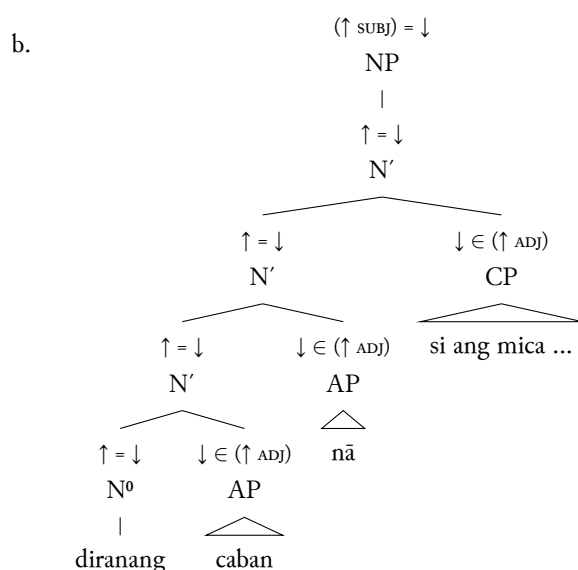 b.
(↑ SUBJ) = ↓
NP
↑ = ↓
N′
↑ = ↓ ↓ ∈ (↑ ADJ)
N′ CP
↑ = ↓ ↓ ∈ (↑ ADJ) si ang mica ...
N′ AP
↑ = ↓ ↓ ∈ (↑ ADJ) nā
N⁰ AP
diranang caban